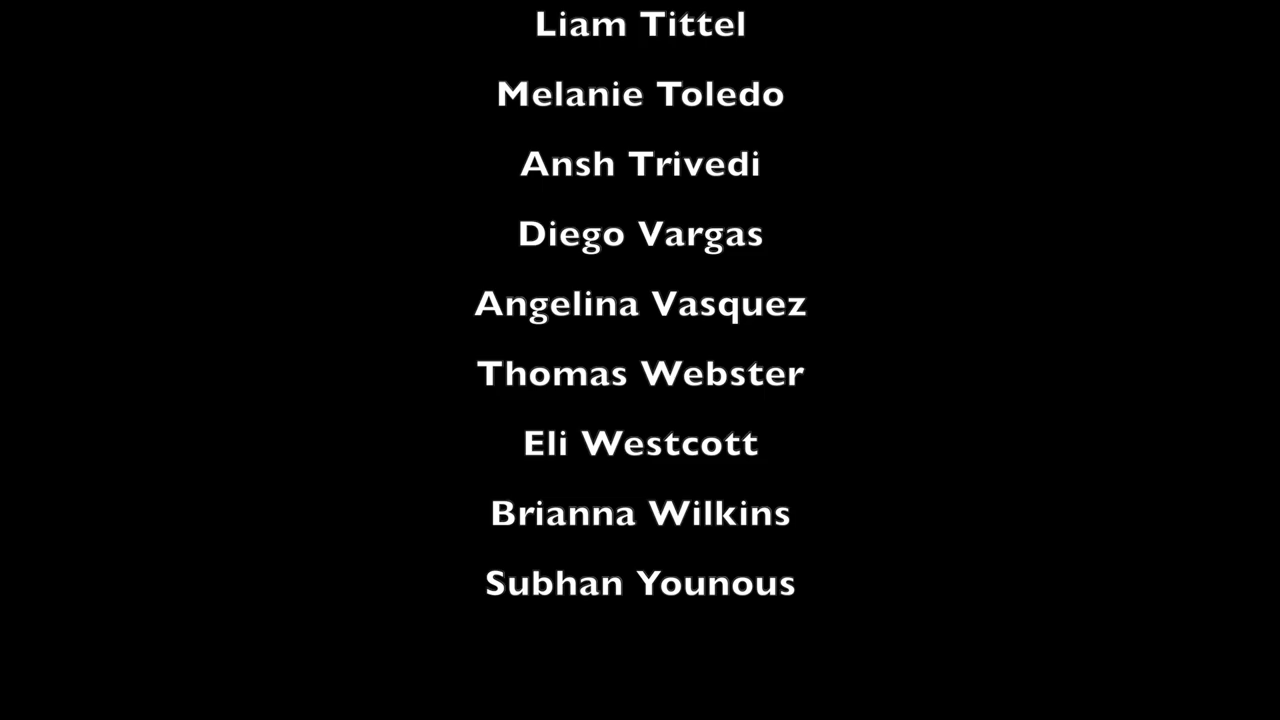 Liam Tittel
Melanie Toledo
Ansh Trivedi
Diego Vargas
Angelina Vasquez
Thomas Webster
Eli Westcott
Brianna Wilkins
Subhan Younous